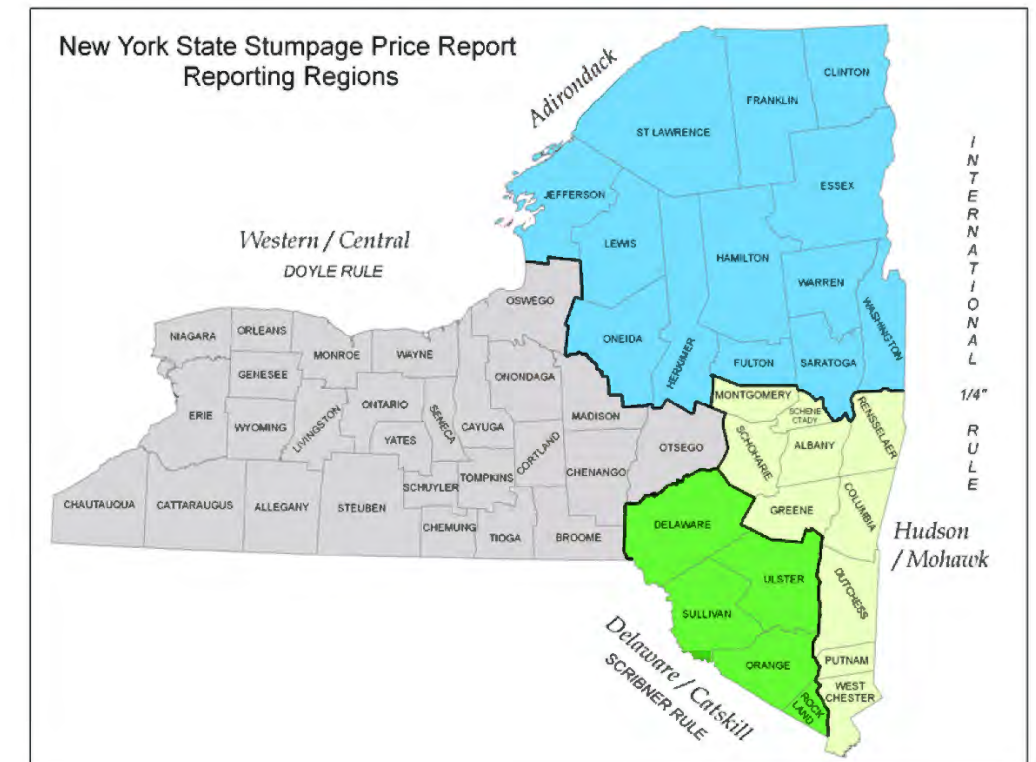 New York State Stumpage Price Report
Reporting Regions
Adirondack
CLINTON
FRANKLIN
ST LAWRENCE
ESSEX
JEFFERSON
LEWIS
HAMILTON
WARREN
WASHINGTON
ONEIDA
HERKIMER
FULTON
SARATOGA
INTERNATIONAL
1/4"
RULE
Western / Central
DOYLE RULE
OSWEGO
NIAGARA
ORLEANS
MONROE
WAYNE
GENESEE
ONONDAGA
MADISON
ERIE
WYOMING
LIVINGSTON
ONTARIO
YATES
SENECA
CAYUGA
CORTLAND
OTSEGO
CHENANGO
TOMPKINS
SCHUYLER
CHAUTAUQUA
CATTARAUGUS
ALLEGANY
STEUBEN
CHEMUNG
TIOGA
BROOME
MONTGOMERY
SCHENE
CTADY
RENSSELAER
SCHOHARIE
ALBANY
GREENE
COLUMBIA
Hudson
/ Mohawk
DUTCHESS
PUTNAM
WEST
CHESTER
DELAWARE
ULSTER
SULLIVAN
ORANGE
ROCK
LAND
Delaware / Catskill
SCRIBNER RULE